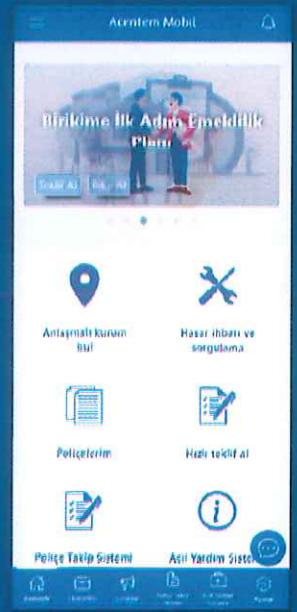 Acentem Mobil
Birikime İlk Adım Emeklilik
Planı
Teklif Al
Anlaşmalı kurum
bul
Hasar ihbarı ve
sorgulama
Poliçelerim
Hızlı teklif al
Poliçe Takip Sistemi
Acil Yardım Siste